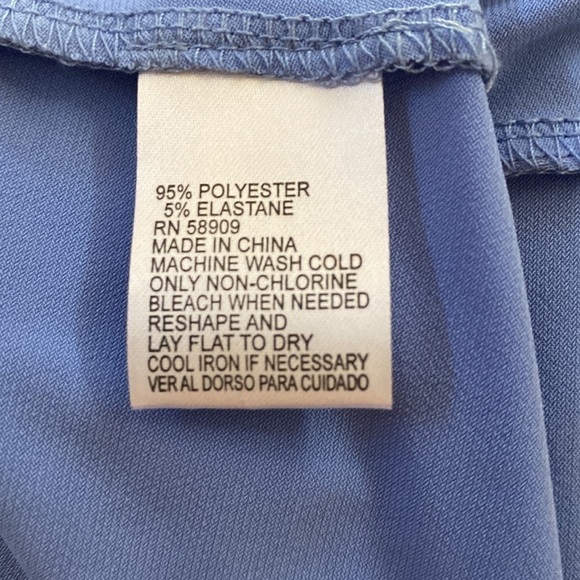 95% POLYESTER
5% ELASTANE
RN 58909
MADE IN CHINA
MACHINE WASH COLD
ONLY NON-CHLORINE
BLEACH WHEN NEEDED
RESHAPE AND
LAY FLAT TO DRY
COOL IRON IF NECESSARY
VER AL DORSO PARA CUIDADO